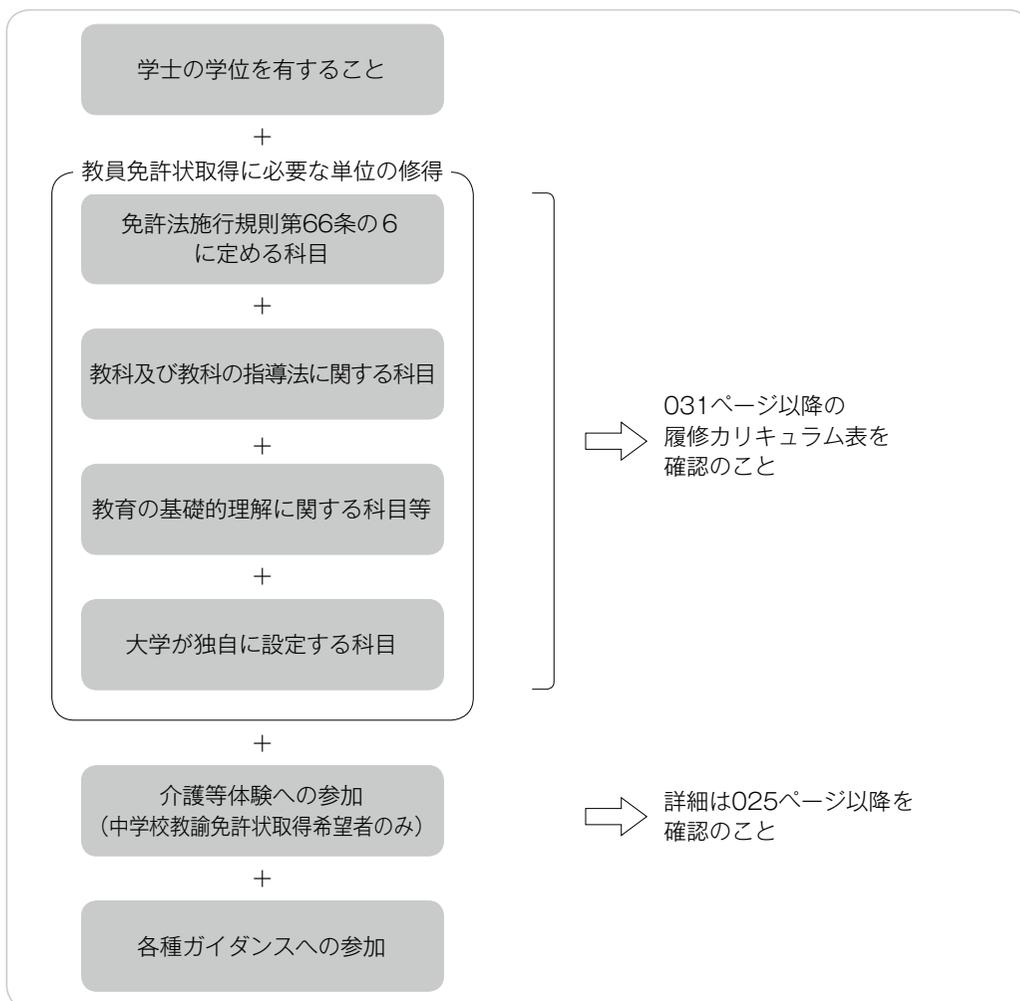 学士の学位を有すること
＋
教員免許状取得に必要な単位の修得
免許法施行規則第66条の6
に定める科目
＋
教科及び教科の指導法に関する科目
＋
教育の基礎的理解に関する科目等
＋
大学が独自に設定する科目
031ページ以降の
履修カリキュラム表を
確認のこと
＋
介護等体験への参加
（中学校教諭免許状取得希望者のみ）
詳細は025ページ以降を
確認のこと
＋
各種ガイダンスへの参加